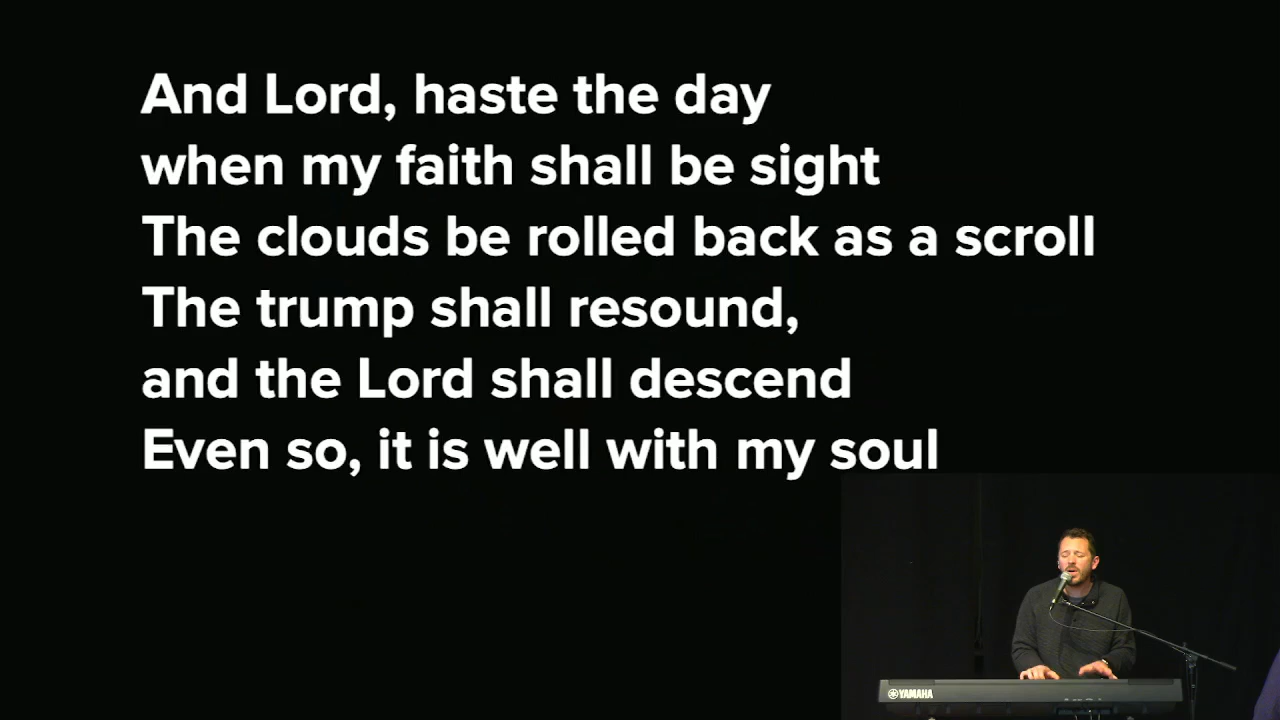 And Lord, haste the day
when my faith shall be sight
The clouds be rolled back as a scroll
The trump shall resound,
and the Lord shall descend
Even so, it is well with my soul
YAMAHA